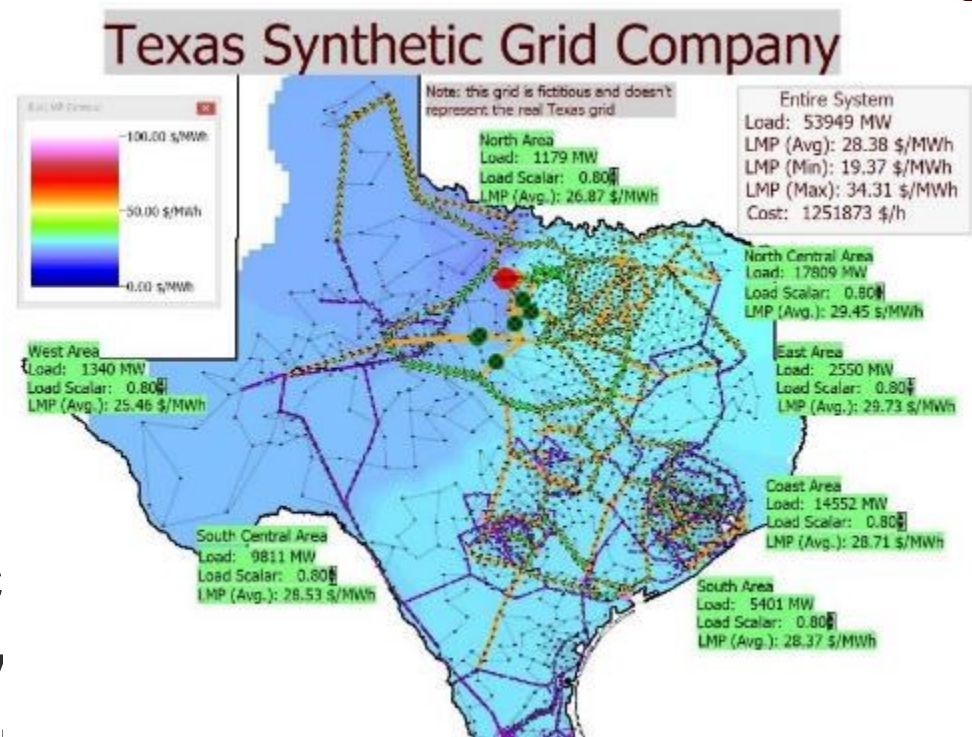 Texas Synthetic Grid Company
Note: this grid is fictitious and doesn't
represent the real Texas grid
100.00 $/MWh
50.00 $/MWh
0.00 $/MWh
Entire System
Load: 53949 MW
LMP (Avg): 28.38 $/MWh
LMP (Min): 19.37 $/MWh
LMP (Max): 34.31 $/MWh
Cost: 1251873 $/h
North Area
Load: 1179 MW
Load Scalar: 0.80
LMP (Avg.): 26.87 $/MWh
North Central Area
Load: 17809 MW
Load Scalar: 0.80
LMP (Avg.): 29.45 $/MWh
West Area
Load: 1340 MW
Load Scalar: 0.80
LMP (Avg.): 25.46 $/MWh
East Area
Load: 2550 MW
Load Scalar: 0.80
LMP (Avg.): 29.73 $/MWh
Coast Area
Load: 14552 MW
Load Scalar: 0.80
LMP (Avg.): 28.71 $/MWh
South Central Area
Load: 9811 MW
Load Scalar: 0.80
LMP (Avg.): 28.53 $/MWh
South Area
Load: 5401 MW
Load Scalar: 0.80
LMP (Avg.): 28.37 $/MWh